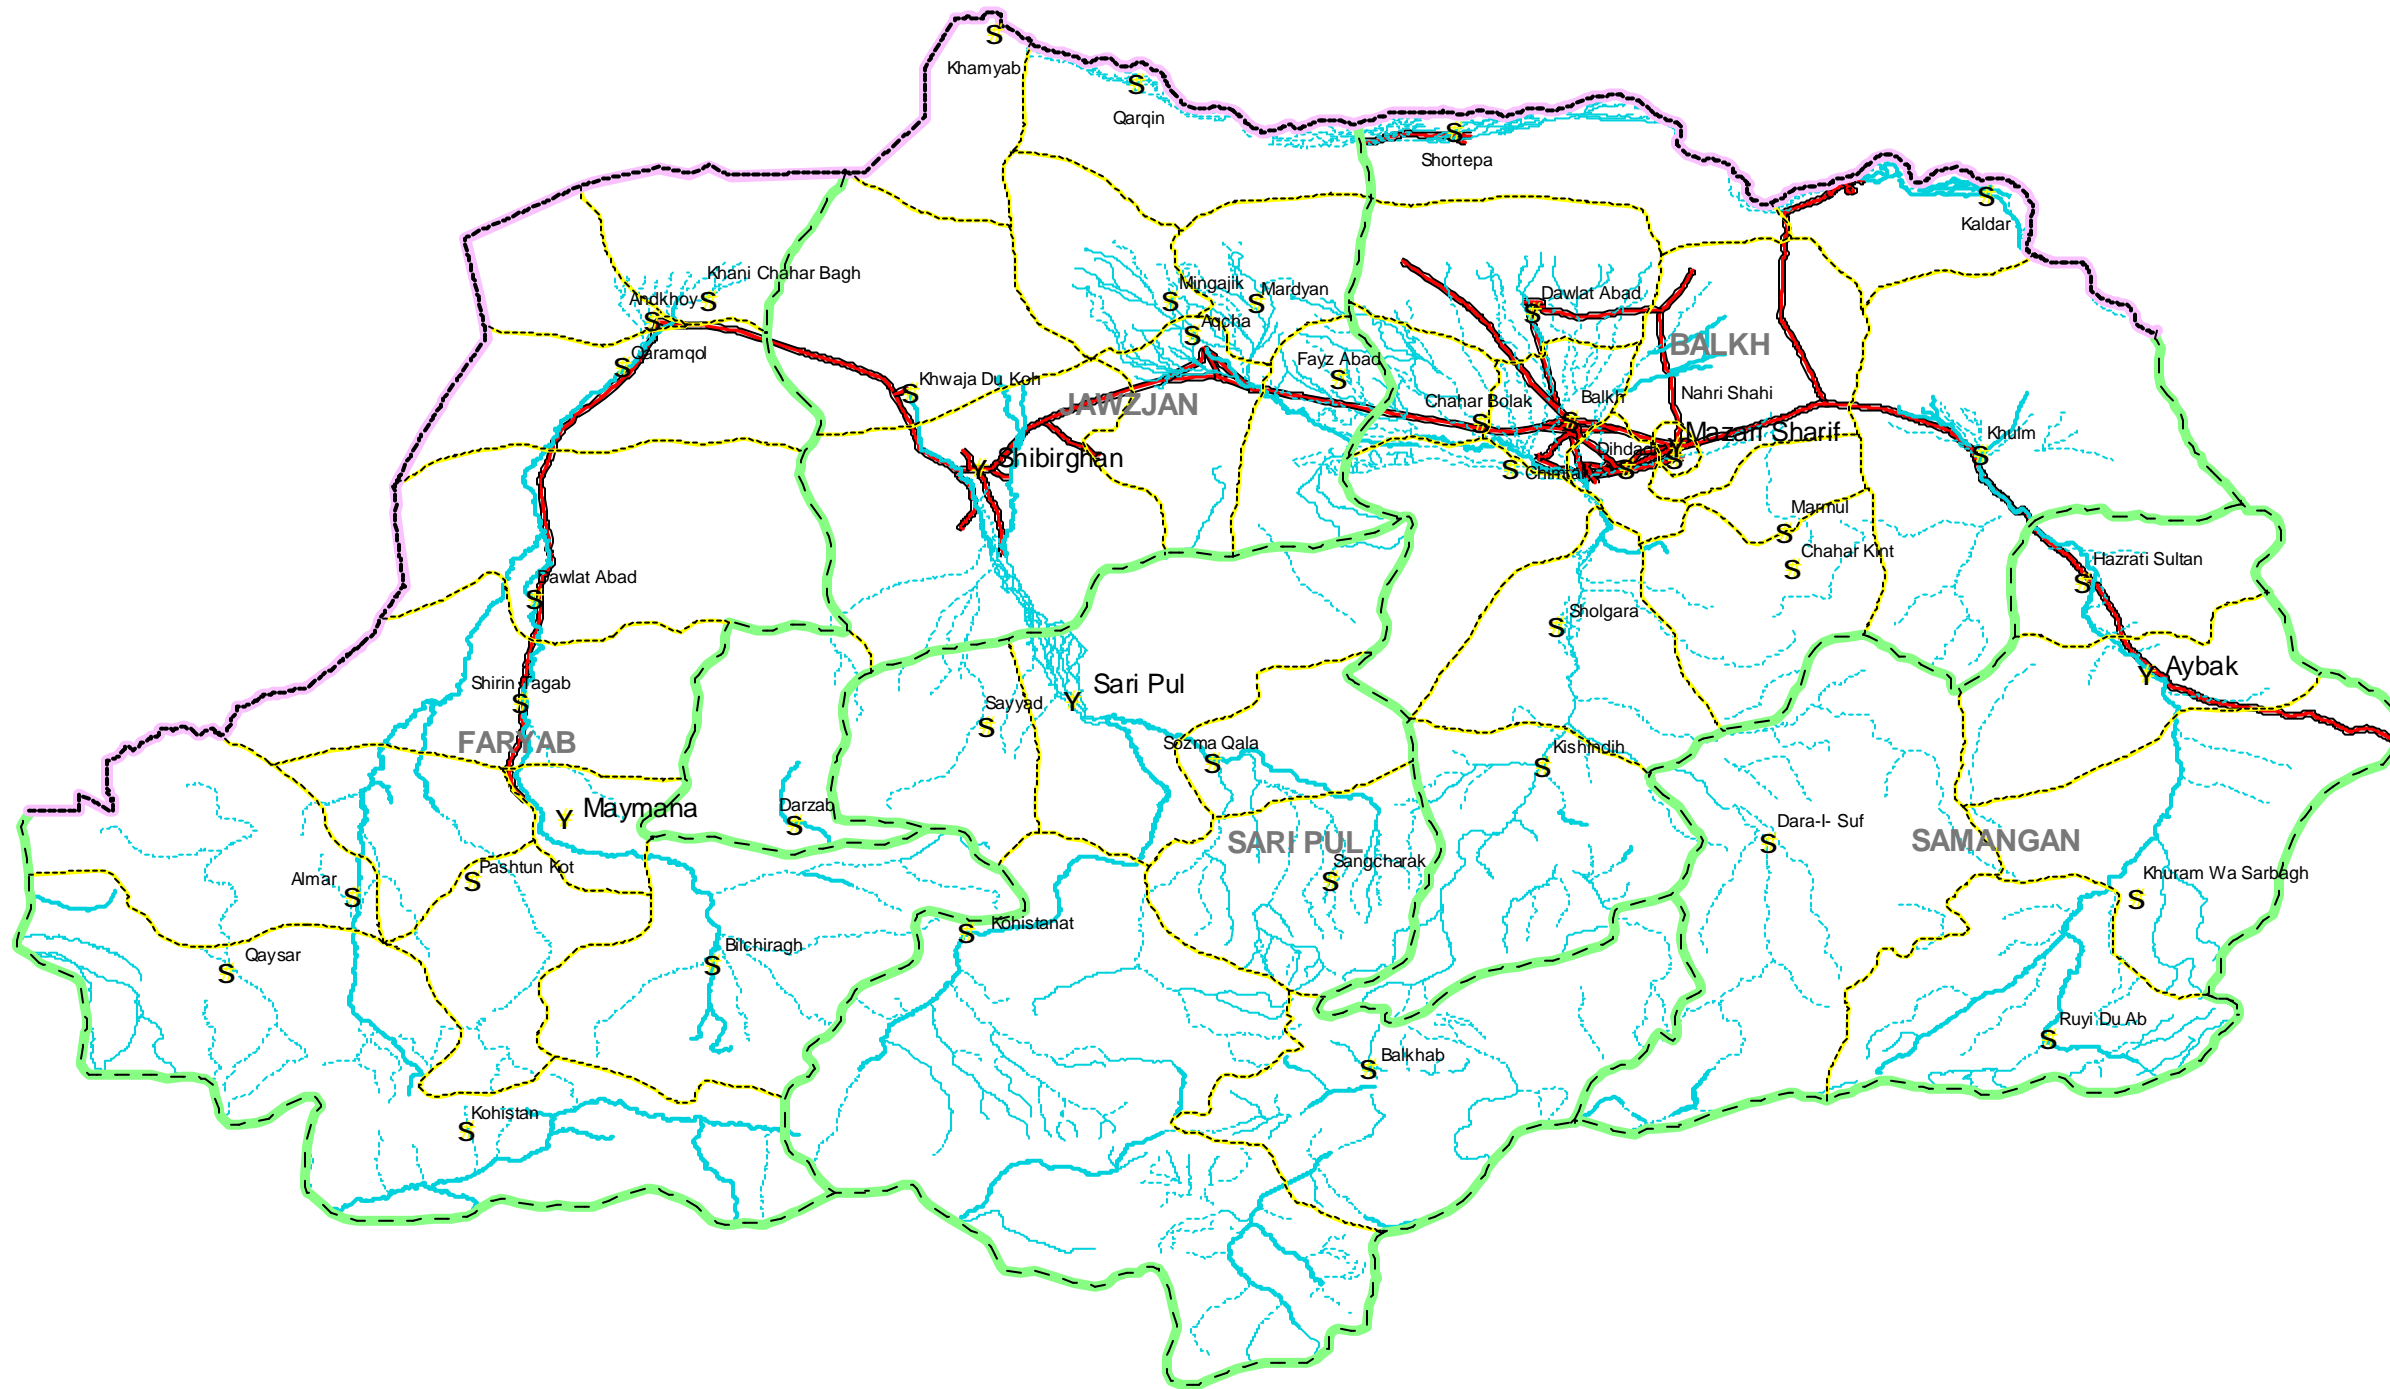 S
Khamyab
S
Qarqin
S
Shortepa
S
Kaldar
Khani Chahar Bagh
Andkhoy S
S
Qaramqol
S
Mingajik
S
Mardyan
S
Aqcha
S
Dawlat Abad
S
BALKH
Fayz Abad
S
Khwaja Du Koh
S
JAWZJAN
Nahri Shahi
Balkh
S
Chahar Bolak
S
Mazari Sharif
Y
S
Khulm
S
Shibirghan
Y
Dihdadi
S
Chimtal
S
Marmul
S
Chahar Kint
S
Hazrati Sultan
S
Dawlat Abad
S
Sholgara
S
Aybak
Y
Shirin Tagab
S
Sari Pul
Y
Sayyad
S
FARYAB
Sozma Qala
S
Kishindih
S
Maymana
Y
Darzab
S
Dara-I- Suf
S
SARI PUL
SAMANGAN
Sangcharak
S
Pashtun Kot
S
Almar
S
Khuram Wa Sarbagh
S
Kohistanat
S
Bilchiragh
S
Qaysar
S
Ruyi Du Ab
S
Balkhab
S
Kohistan
S